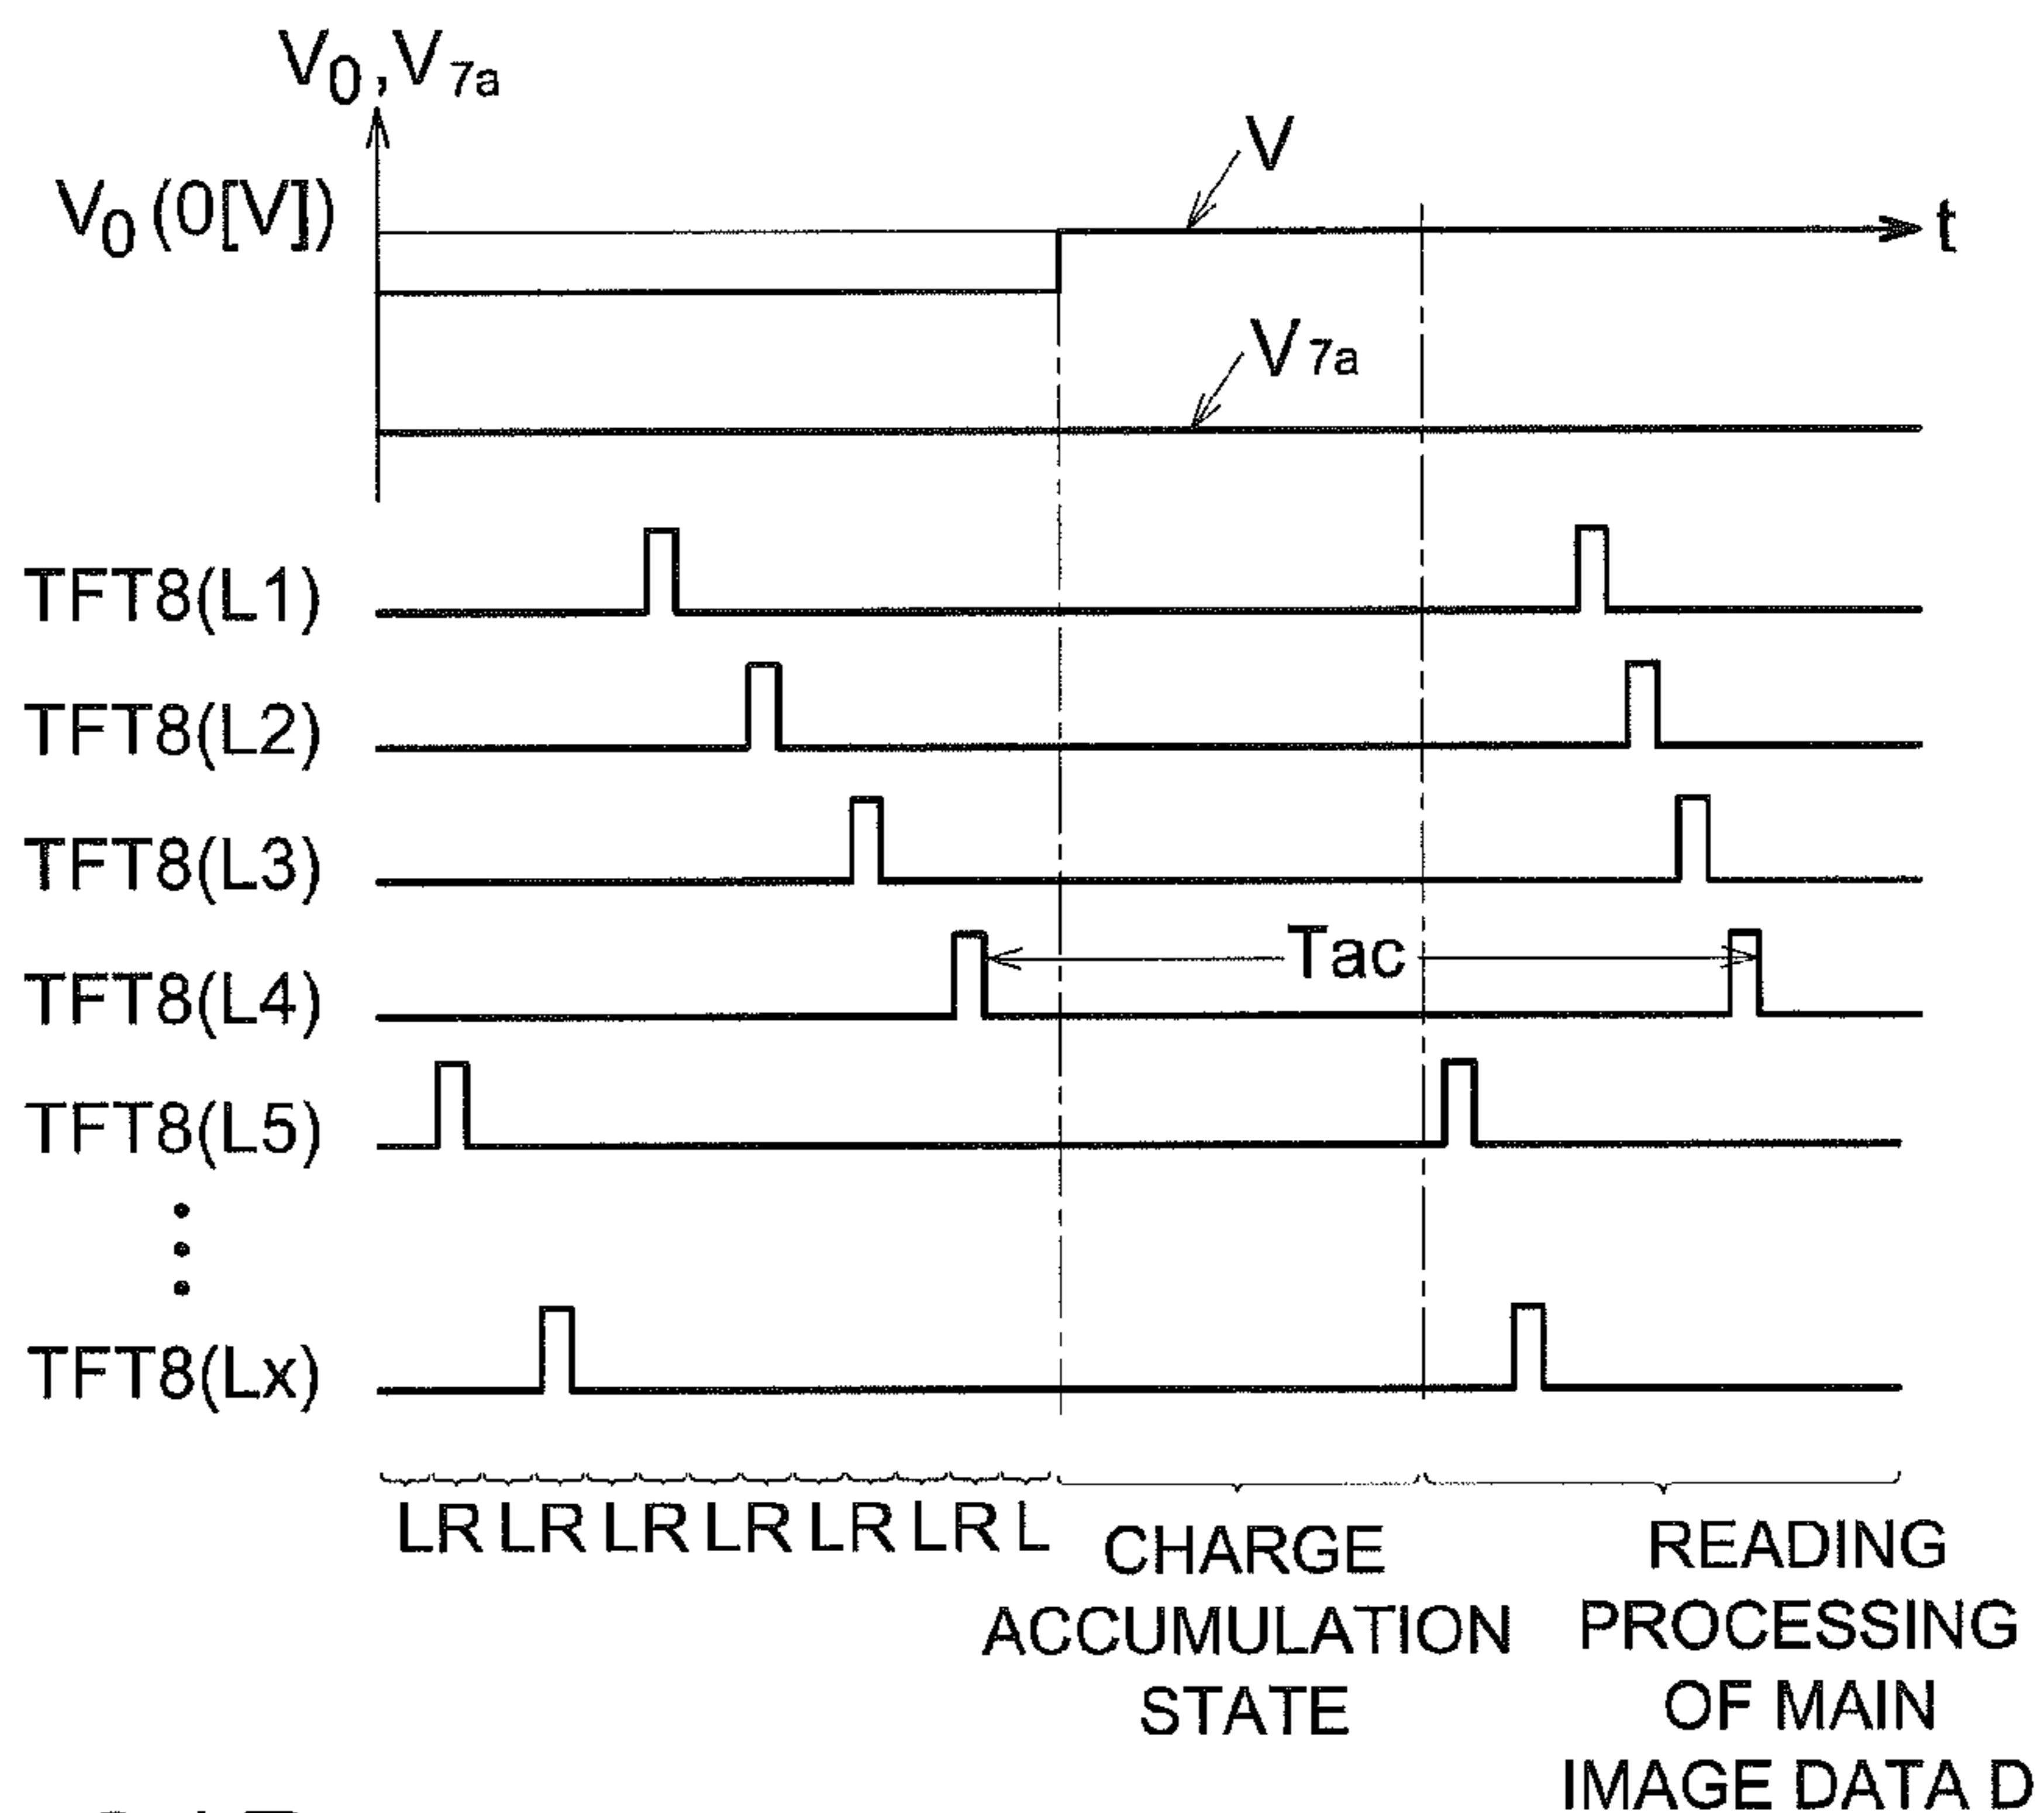 V0, V7a
V0 (0[V])
V
t
V7a
TFT8(L1)
TFT8(L2)
TFT8(L3)
TFT8(L4)
Tac
TFT8(L5)
TFT8(Lx)
LR LR LR LR LR LR L
CHARGE
ACCUMULATION
STATE
READING
PROCESSING
OF MAIN
IMAGE DATA D